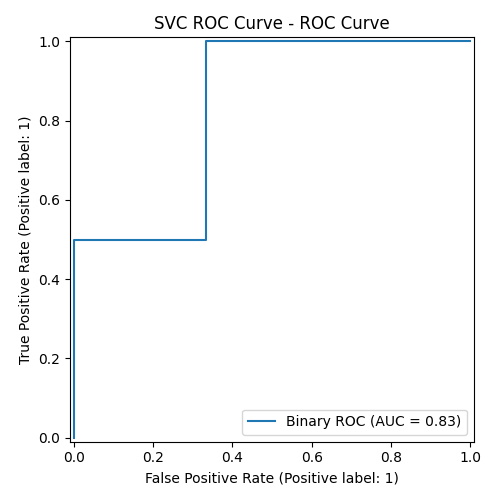 SVC ROC Curve - ROC Curve
True Positive Rate (Positive label: 1)
1.0
0.8
0.6
0.4
0.2
0.0
Binary ROC (AUC = 0.83)
0.0 0.2 0.4 0.6 0.8 1.0
False Positive Rate (Positive label: 1)